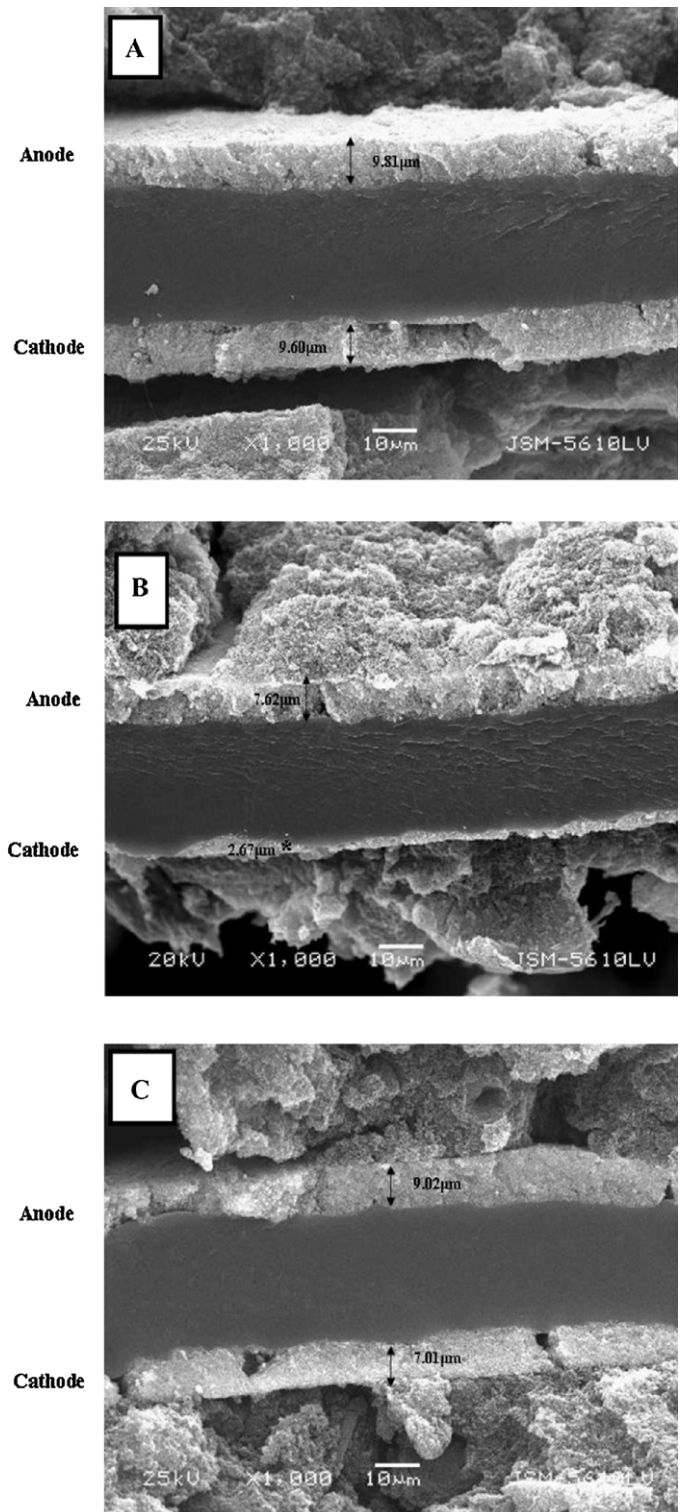 A
Anode
9.81μm
Cathode
9.60μm
25kV X1,000 10μm JSM-5610LV
B
Anode
7.62μm
Cathode
2.67μm *
20kV X1,000 10μm JSM-5610LV
C
Anode
9.02μm
Cathode
7.01μm
25kV X1,000 10μm